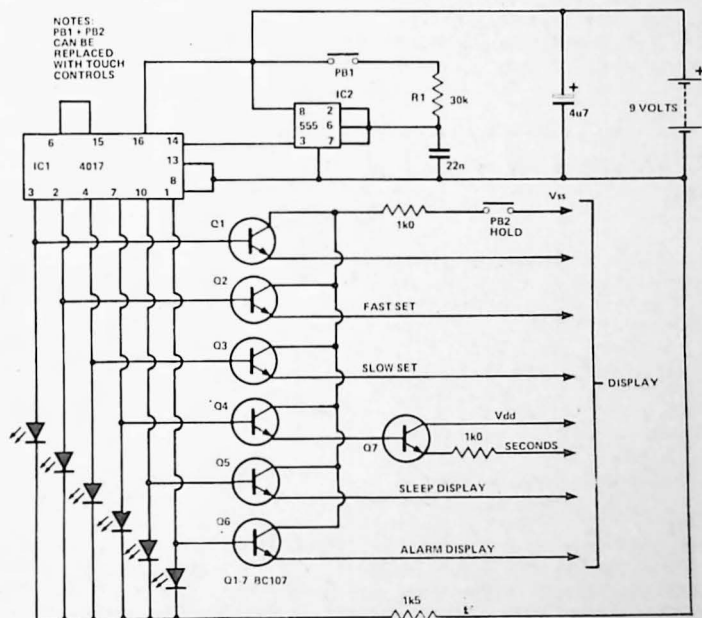 NOTES:
PB1 + PB2
CAN BE
REPLACED
WITH TOUCH
CONTROLS
PB1
IC2
R1
30k
+
4u7
+
9 VOLTS
8
2
555
6
3
7
22n
6
15
16
14
13
8
IC1
4017
3
2
4
7
10
1
Q1
1k0
PB2
HOLD
Vss
Q2
FAST SET
Q3
SLOW SET
DISPLAY
Q4
Q7
Vdd
1k0
SECONDS
Q5
SLEEP DISPLAY
Q6
ALARM DISPLAY
Q1-7 BC107
1k5